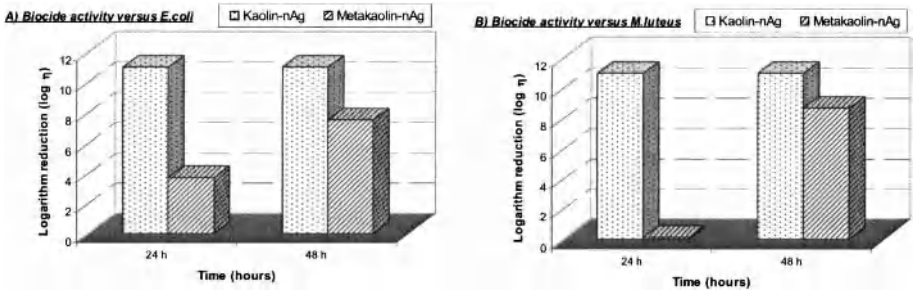 A) Biocide activity versus E.coli
Kaolin-nAg Metakaolin-nAg
Logarithm reduction (log η)
12
10
8
6
4
2
0
24 h 48 h
Time (hours)
B) Biocide activity versus M.luteus
Kaolin-nAg Metakaolin-nAg
Logarithm reduction (log η)
12
10
8
6
4
2
0
24 h 48 h
Time (hours)